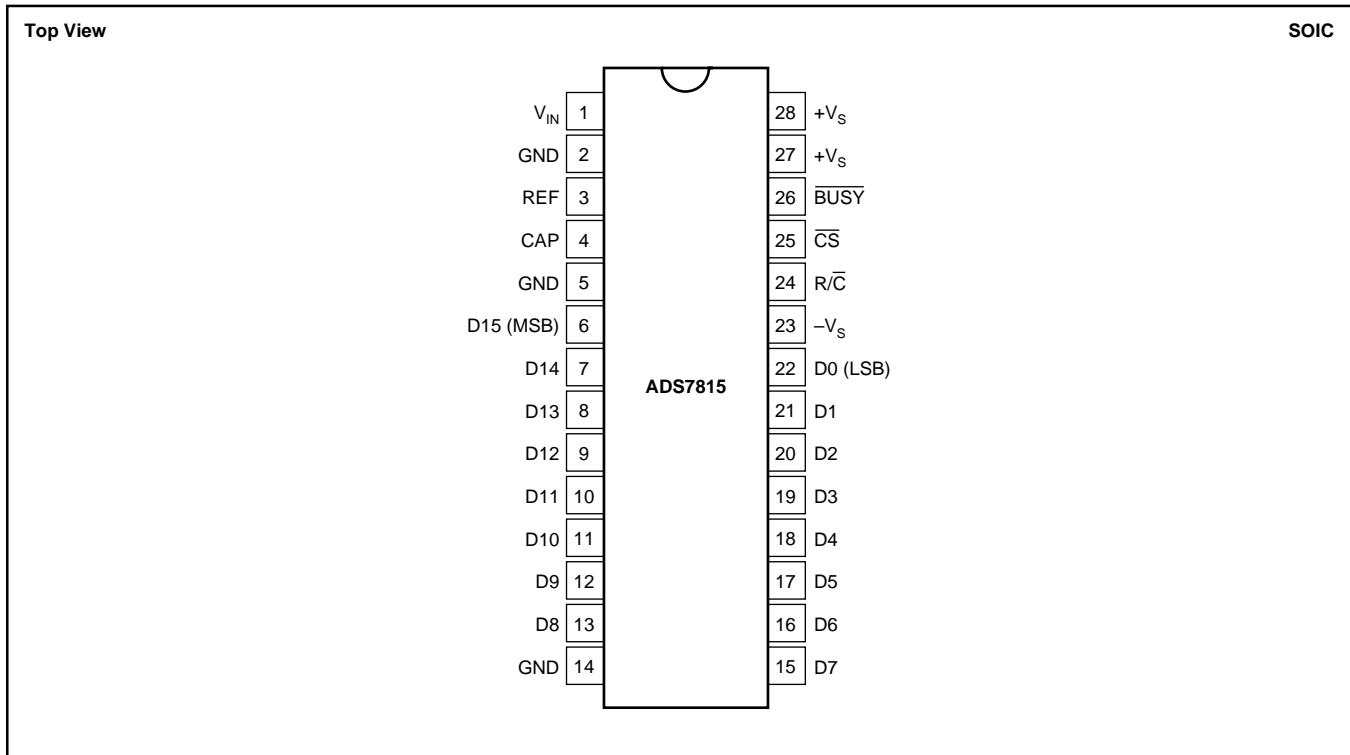 Top View SOIC
V_IN 1 28 +V_S
GND 2 27 +V_S
REF 3 26 B̅U̅S̅Y̅
CAP 4 25 C̅S̅
GND 5 24 R/C̅
D15 (MSB) 6 23 –V_S
D14 7 22 D0 (LSB)
ADS7815
D13 8 21 D1
D12 9 20 D2
D11 10 19 D3
D10 11 18 D4
D9 12 17 D5
D8 13 16 D6
GND 14 15 D7